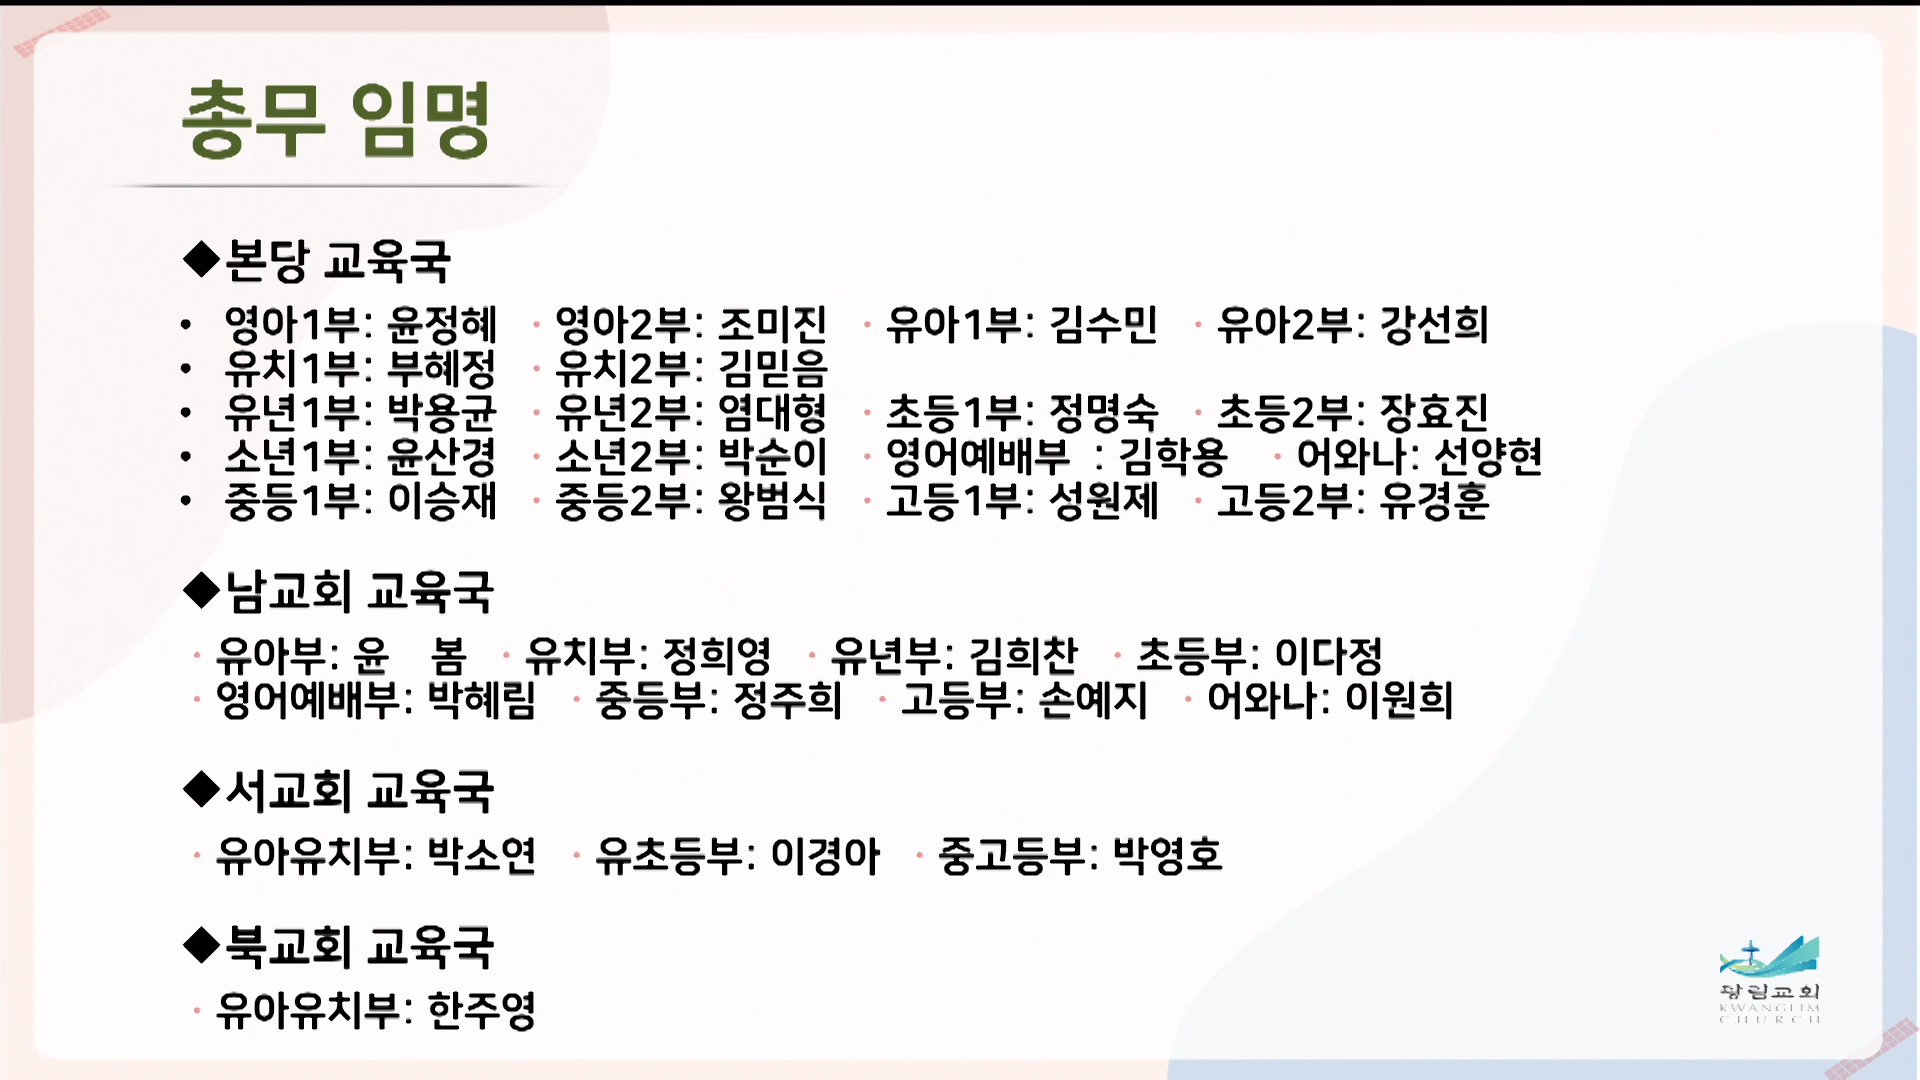 총무 임명
◆본당 교육국
• 영아1부: 윤정혜 · 영아2부: 조미진 · 유아1부: 김수민 · 유아2부: 강선희
• 유치1부: 부혜정 · 유치2부: 김믿음
• 유년1부: 박용균 · 유년2부: 염대형 · 초등1부: 정명숙 · 초등2부: 장효진
• 소년1부: 윤산경 · 소년2부: 박순이 · 영어예배부 : 김학용 · 어와나: 선양현
• 중등1부: 이승재 · 중등2부: 왕범식 · 고등1부: 성원제 · 고등2부: 유경훈
◆남교회 교육국
· 유아부: 윤 봄 · 유치부: 정희영 · 유년부: 김희찬 · 초등부: 이다정
· 영어예배부: 박혜림 · 중등부: 정주희 · 고등부: 손예지 · 어와나: 이원희
◆서교회 교육국
· 유아유치부: 박소연 · 유초등부: 이경아 · 중고등부: 박영호
◆북교회 교육국
· 유아유치부: 한주영
광림교회
KWANGLIM
CHURCH